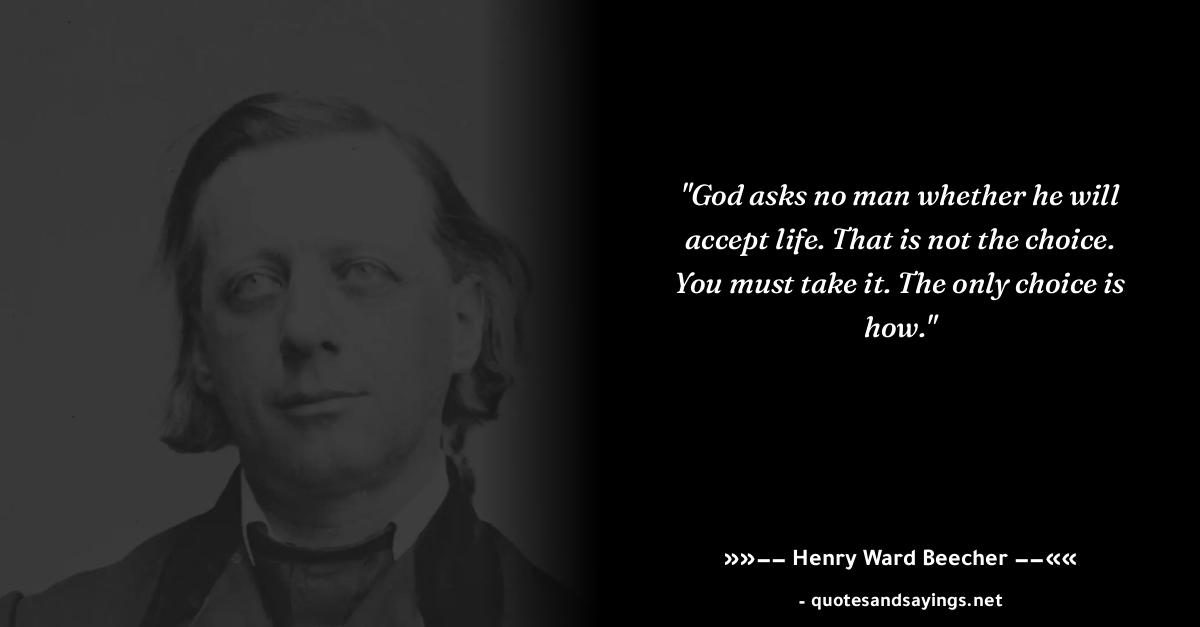 "God asks no man whether he will
accept life. That is not the choice.
You must take it. The only choice is
how."
»»−− Henry Ward Beecher −−««
- quotesandsayings.net